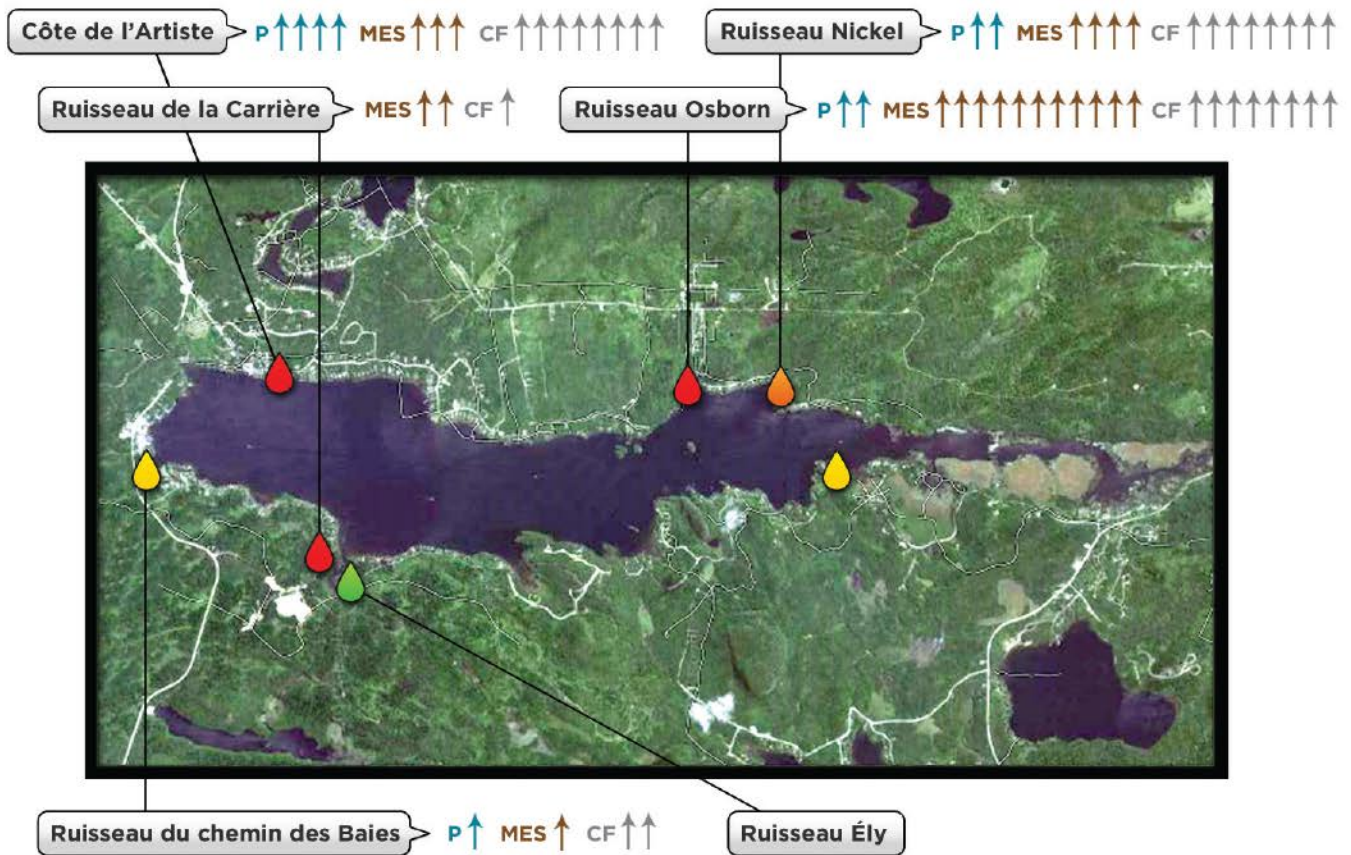 Côte de l'Artiste P ↑↑↑↑ MES ↑↑↑ CF ↑↑↑↑↑↑↑↑
Ruisseau Nickel P ↑↑ MES ↑↑↑↑ CF ↑↑↑↑↑↑↑↑
Ruisseau de la Carrière MES ↑↑ CF ↑
Ruisseau Osborn P ↑↑ MES ↑↑↑↑↑↑↑↑↑↑↑ CF ↑↑↑↑↑↑↑↑
Ruisseau du chemin des Baies P ↑ MES ↑ CF ↑↑
Ruisseau Ély